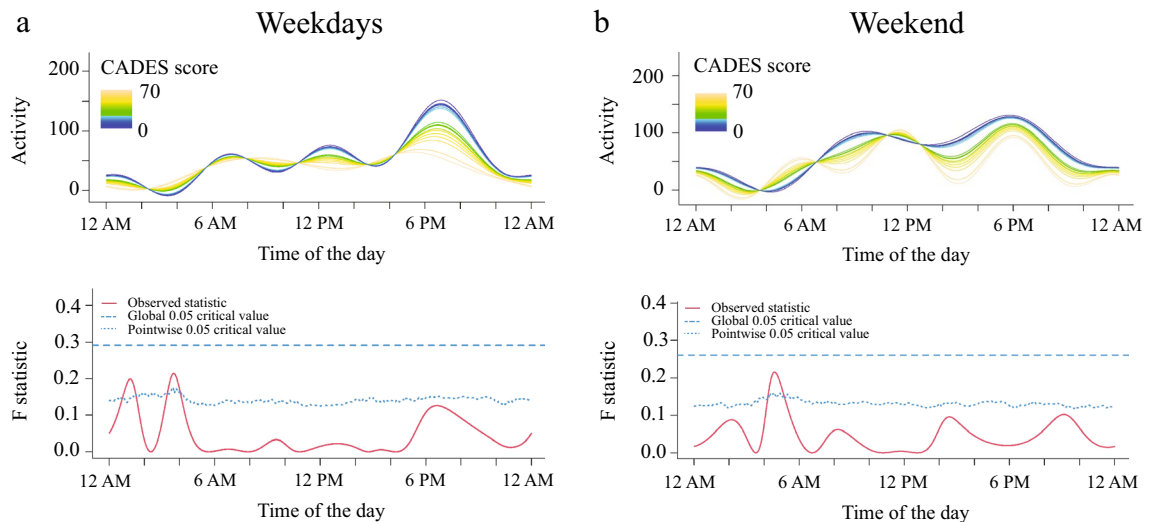 a
Weekdays
CADES score
70
0
200
100
0
Activity
12 AM
6 AM
12 PM
6 PM
12 AM
Time of the day
0.4
0.3
0.2
0.1
0.0
F statistic
Observed statistic
Global 0.05 critical value
Pointwise 0.05 critical value
12 AM
6 AM
12 PM
6 PM
12 AM
Time of the day
b
Weekend
CADES score
70
0
200
100
0
Activity
12 AM
6 AM
12 PM
6 PM
12 AM
Time of the day
0.4
0.3
0.2
0.1
0.0
F statistic
Observed statistic
Global 0.05 critical value
Pointwise 0.05 critical value
12 AM
6 AM
12 PM
6 PM
12 AM
Time of the day